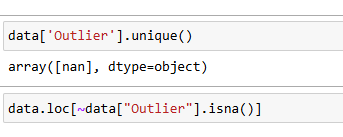 data['Outlier'].unique()
array([nan], dtype=object)
data.loc[~data["Outlier"].isna()]